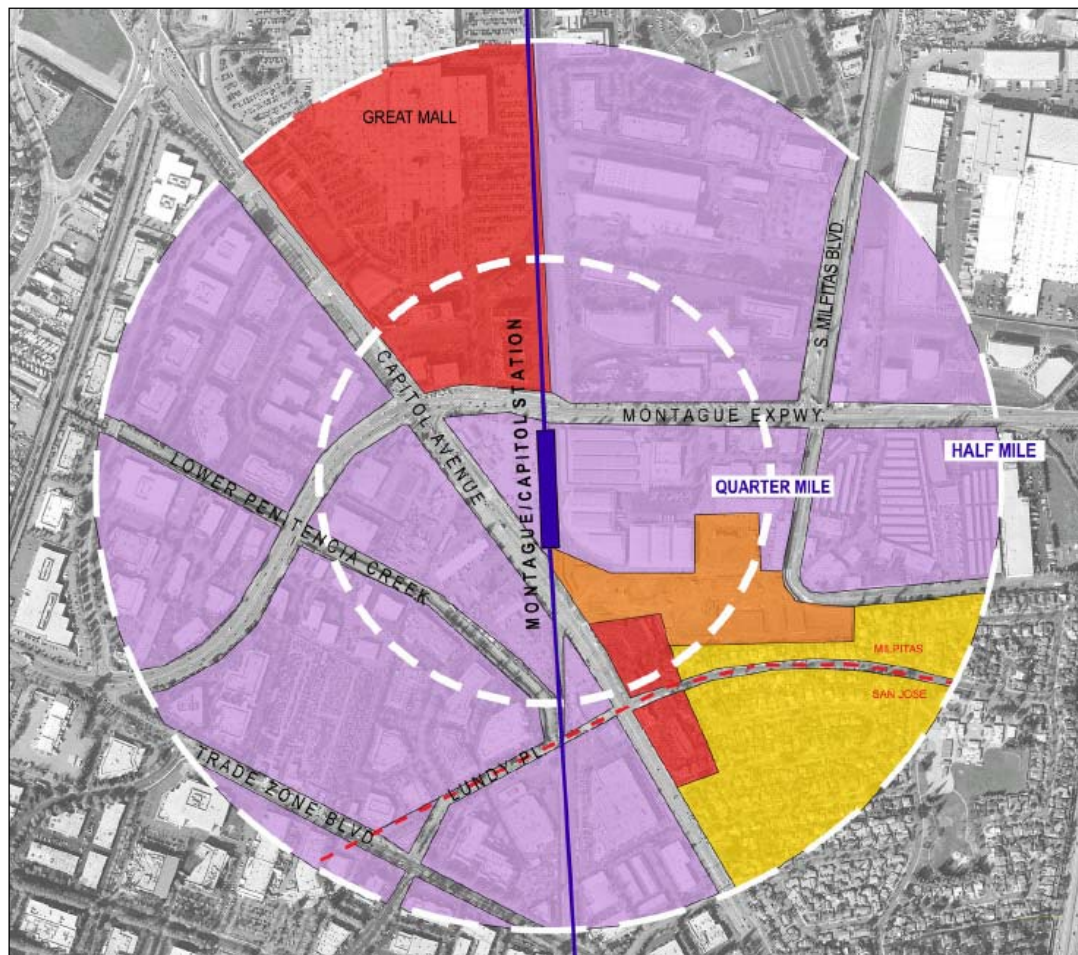 GREAT MALL
S. MILPITAS BLVD.
CAPITOL AVENUE
MONTAGUE/CAPITOL STATION
MONTAGUE EXPWY.
HALF MILE
QUARTER MILE
LOWER PENITENCIA CREEK
MILPITAS
SAN JOSE
LUNDY PL.
TRADE ZONE BLVD